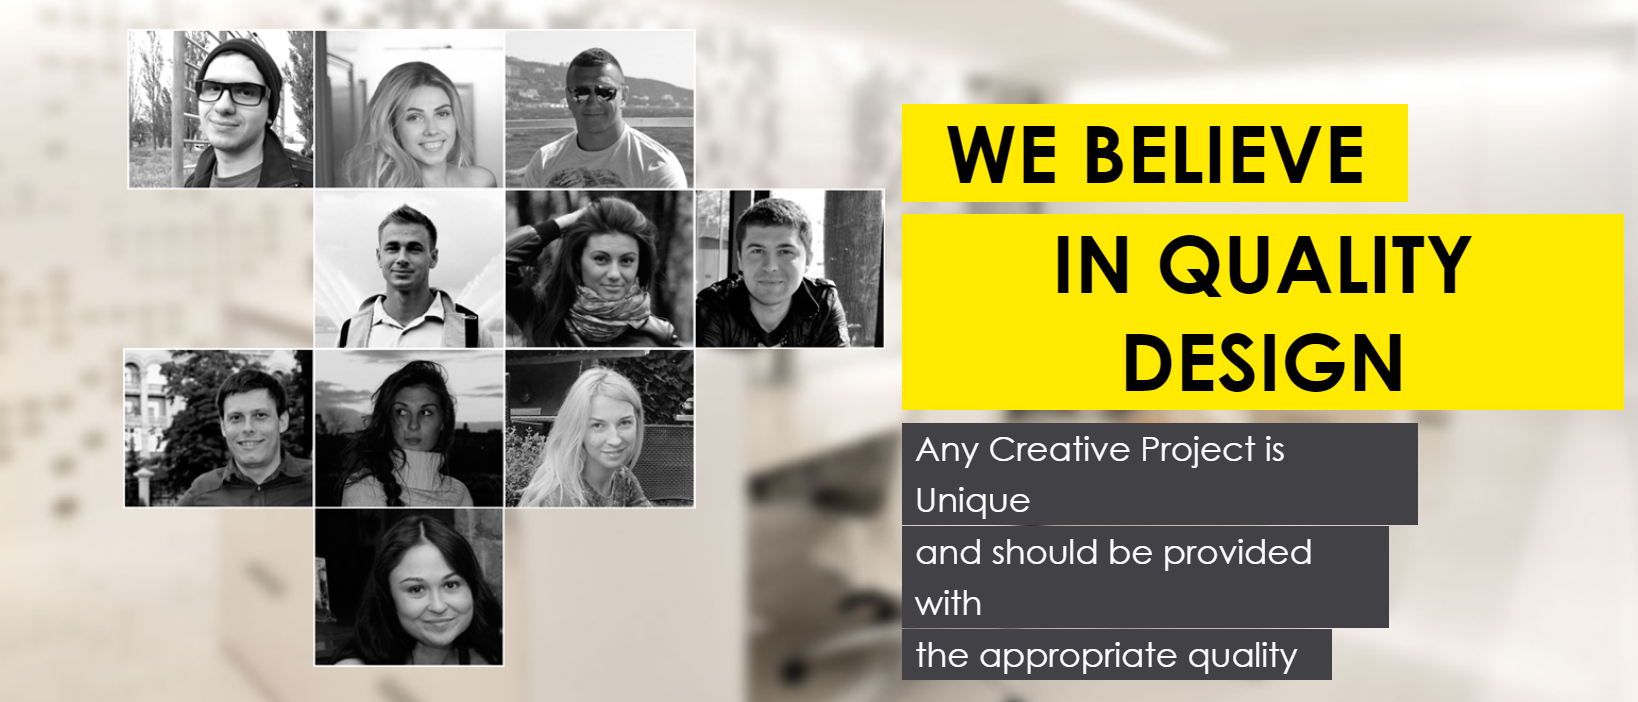 WE BELIEVE
IN QUALITY
DESIGN
Any Creative Project is
Unique
and should be provided
with
the appropriate quality